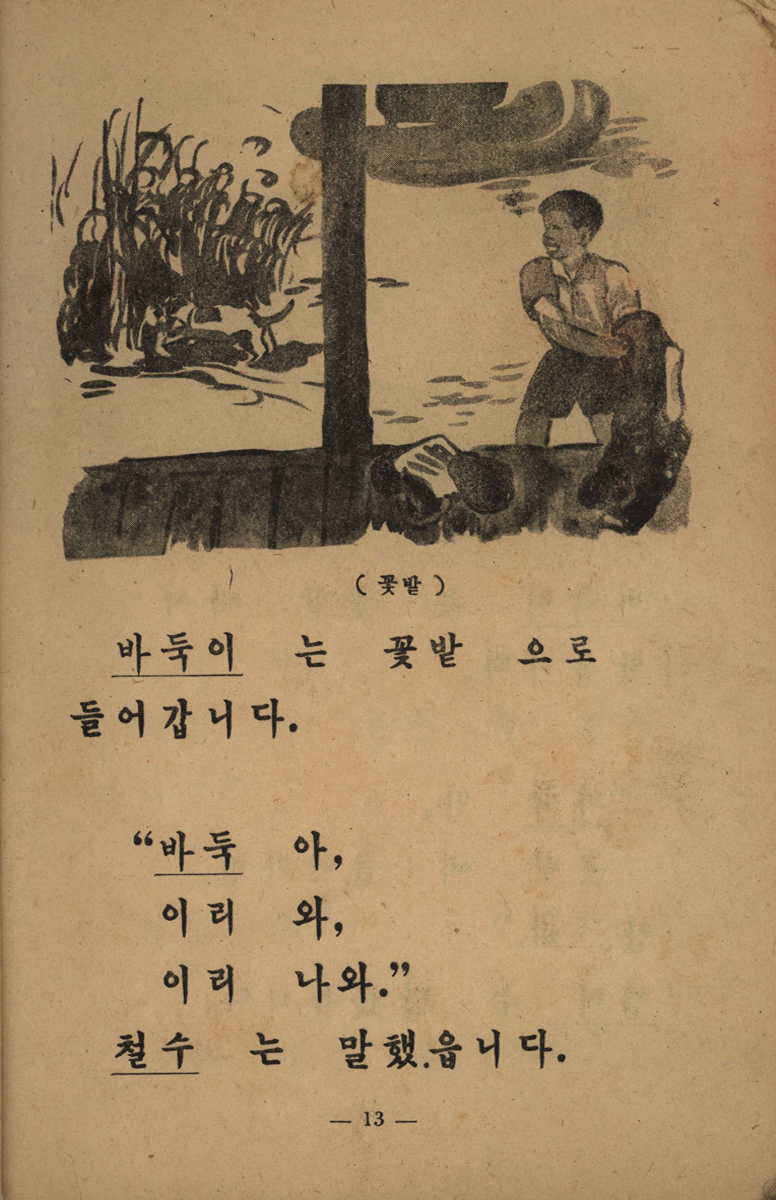 ( 꽃밭 )
바둑이 는 꽃밭 으로
들어갑니다.
“바둑 아,
이리 와,
이리 나와.”
철수 는 말했.읍니다.
— 13 —